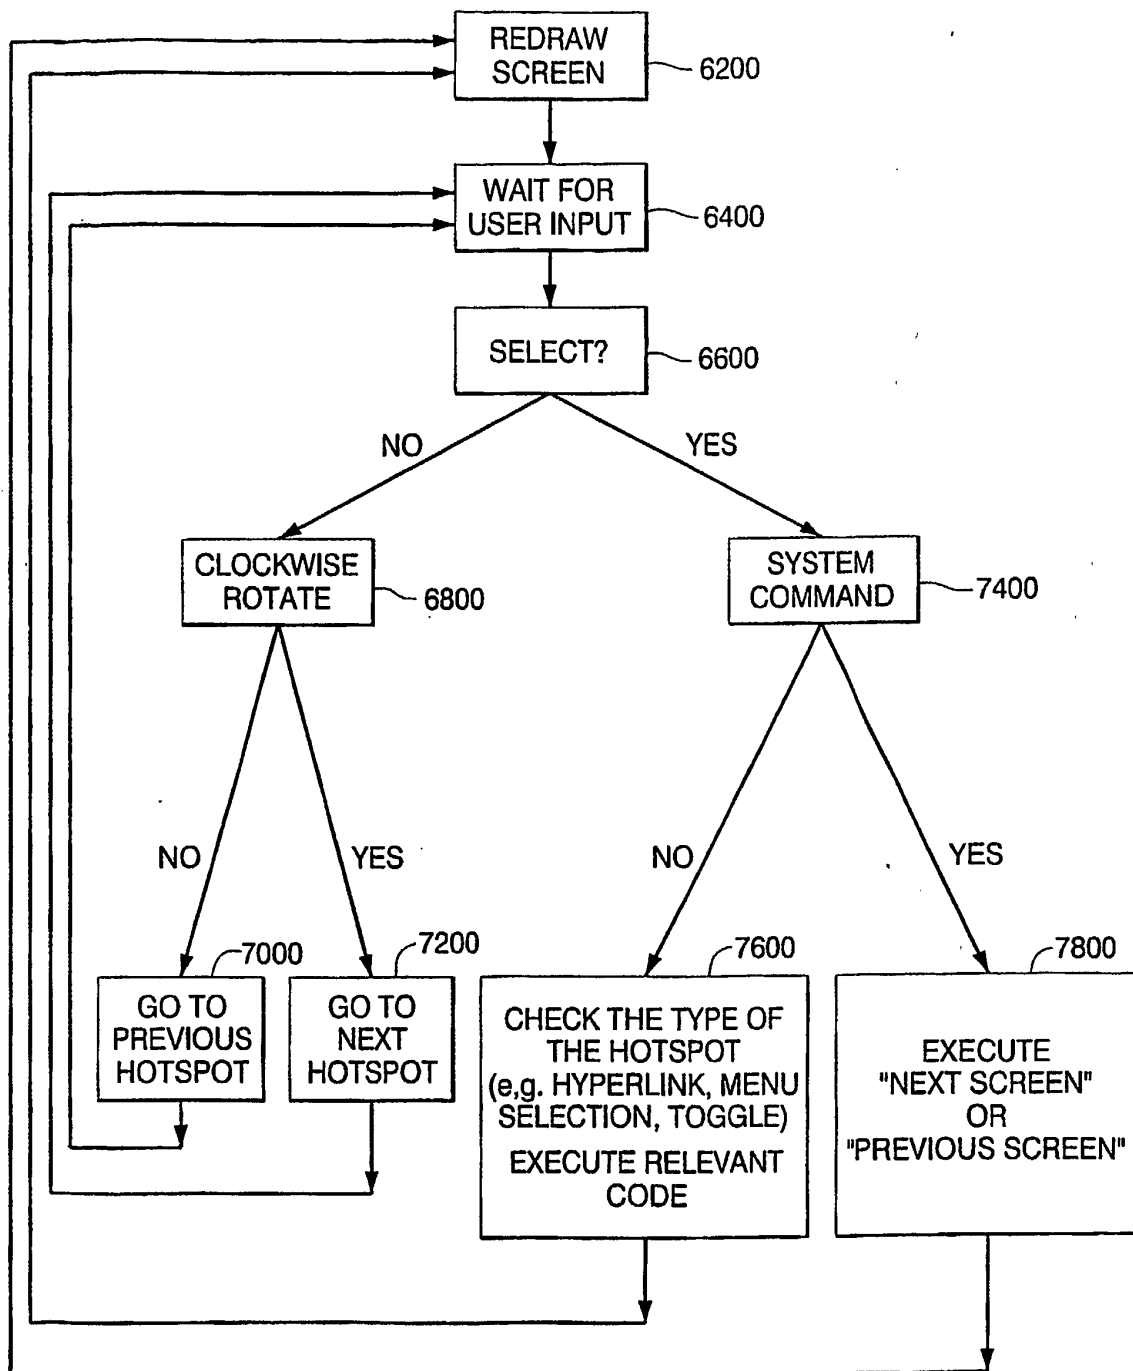 REDRAW
SCREEN
6200
WAIT FOR
USER INPUT
6400
SELECT?
6600
NO
YES
CLOCKWISE
ROTATE
6800
SYSTEM
COMMAND
7400
NO
YES
NO
YES
7000
7200
7600
7800
GO TO
PREVIOUS
HOTSPOT
GO TO
NEXT
HOTSPOT
CHECK THE TYPE OF
THE HOTSPOT
(e,g. HYPERLINK, MENU
SELECTION, TOGGLE)
EXECUTE RELEVANT
CODE
EXECUTE
"NEXT SCREEN"
OR
"PREVIOUS SCREEN"